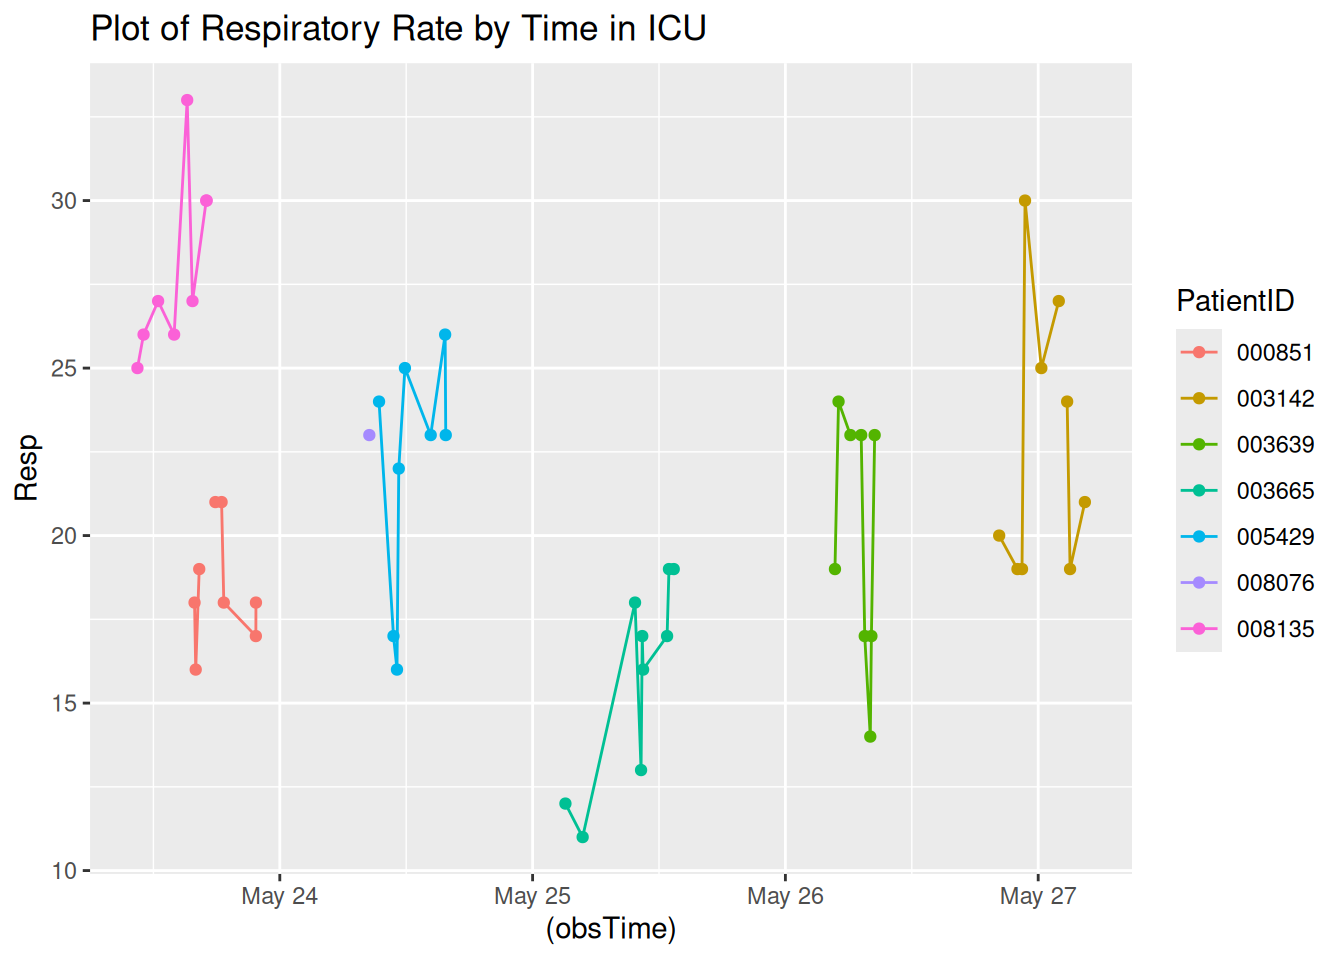 Plot of Respiratory Rate by Time in ICU
30
25
20
15
10
Resp
May 24 May 25 May 26 May 27
(obsTime)
PatientID
000851
003142
003639
003665
005429
008076
008135